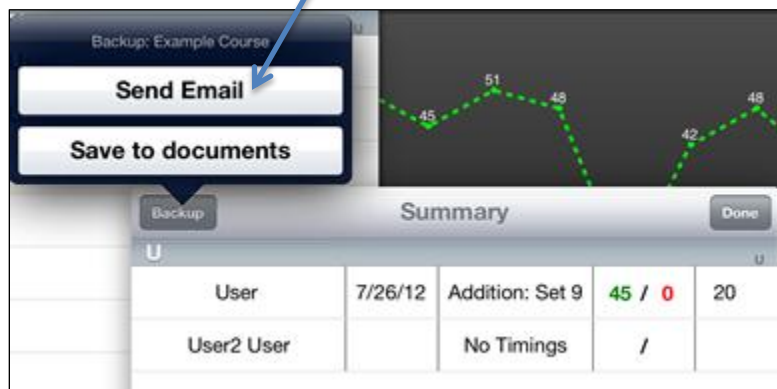 Backup: Example Course
Send Email
Save to documents
U
45
51
48
42
48
Backup
Summary
Done
U
U
User 7/26/12 Addition: Set 9 45 / 0 20
User2 User No Timings /